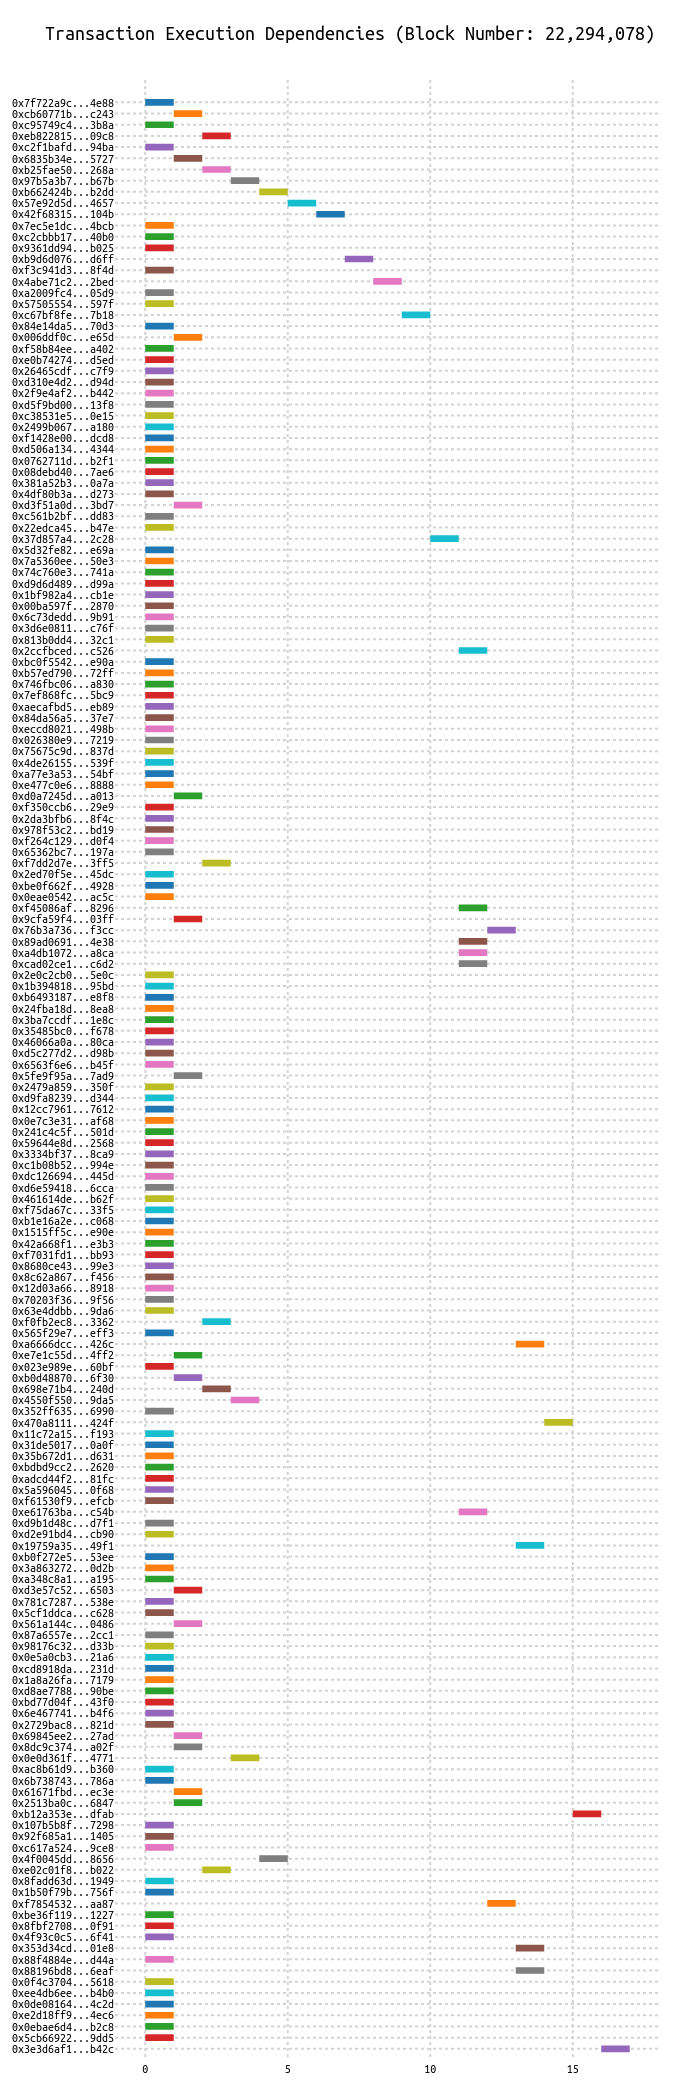 Transaction Execution Dependencies (Block Number: 22,294,078)
0x7f722a9c...4e88
0xcb60771b...c243
0xc95749c4...3b8a
0xeb822815...09c8
0xc2f1bafd...94ba
0x6835b34e...5727
0xb25fae50...268a
0x97b5a3b7...b67b
0xb662424b...b2dd
0x57e92d5d...4657
0x42f68315...104b
0x7ec5e1dc...4bcb
0xc2cbbb17...40b0
0x9361dd94...b025
0xb9d6d076...d6ff
0xf3c941d3...8f4d
0x4abe71c2...2bed
0xa2009fc4...05d9
0x57505554...597f
0xc67bf8fe...7b18
0x84e14da5...70d3
0x006ddf0c...e65d
0xf58b84ee...a402
0xe0b74274...d5ed
0x26465cdf...c7f9
0xd310e4d2...d94d
0x2f9e4af2...b442
0xd5f9bd00...13f8
0xc38531e5...0e15
0x2499b067...a180
0xf1428e00...dcd8
0xd506a134...4344
0x0762711d...b2f1
0x08debd40...7ae6
0x381a52b3...0a7a
0x4df80b3a...d273
0xd3f51a0d...3bd7
0xc561b2bf...dd83
0x22edca45...b47e
0x37d857a4...2c28
0x5d32fe82...e69a
0x7a5360ee...50e3
0x74c760e3...741a
0xd9d6d489...d99a
0x1bf982a4...cb1e
0x00ba597f...2870
0x6c73dedd...9b91
0x3d6e0811...c76f
0x813b0dd4...32c1
0x2ccfbced...c526
0xbc0f5542...e90a
0xb57ed790...72ff
0x746fbc06...a830
0x7ef868fc...5bc9
0xaecafbd5...eb89
0x84da56a5...37e7
0xeccd8021...498b
0x026380e9...7219
0x75675c9d...837d
0x4de26155...539f
0xa77e3a53...54bf
0xe477c0e6...8888
0xd0a7245d...a013
0xf350ccb6...29e9
0x2da3bfb6...8f4c
0x978f53c2...bd19
0xf264c129...d0f4
0x65362bc7...197a
0xf7dd2d7e...3ff5
0x2ed70f5e...45dc
0xbe0f662f...4928
0x0eae0542...ac5c
0xf45086af...8296
0x9cfa59f4...03ff
0x76b3a736...f3cc
0x89ad0691...4e38
0xa4db1072...a8ca
0xcad02ce1...c6d2
0x2e0c2cb0...5e0c
0x1b394818...95bd
0xb6493187...e8f8
0x24fba18d...8ea8
0x3ba7ccdf...1e8c
0x35485bc0...f678
0x46066a0a...80ca
0xd5c277d2...d98b
0x6563f6e6...b45f
0x5fe9f95a...7ad9
0x2479a859...350f
0xd9fa8239...d344
0x12cc7961...7612
0x0e7c3e31...af68
0x241c4c5f...501d
0x59644e8d...2568
0x3334bf37...8ca9
0xc1b08b52...994e
0xdc126694...445d
0xd6e59418...6cca
0x461614de...b62f
0xf75da67c...33f5
0xb1e16a2e...c068
0x1515ff5c...e90e
0x42a668f1...e3b3
0xf7031fd1...bb93
0x8680ce43...99e3
0x8c62a867...f456
0x12d03a66...8918
0x70203f36...9f56
0x63e4ddbb...9da6
0xf0fb2ec8...3362
0x565f29e7...eff3
0xa6666dcc...426c
0xe7e1c55d...4ff2
0x023e989e...60bf
0xb0d48870...6f30
0x698e71b4...240d
0x4550f550...9da5
0x352ff635...6990
0x470a8111...424f
0x11c72a15...f193
0x31de5017...0a0f
0x35b672d1...d631
0xbdbd9cc2...2620
0xadcd44f2...81fc
0x5a596045...0f68
0xf61530f9...efcb
0xe61763ba...c54b
0xd9b1d48c...d7f1
0xd2e91bd4...cb90
0x19759a35...49f1
0xb0f272e5...53ee
0x3a863272...0d2b
0xa348c8a1...a195
0xd3e57c52...6503
0x781c7287...538e
0x5cf1ddca...c628
0x561a144c...0486
0x87a6557e...2cc1
0x98176c32...d33b
0x0e5a0cb3...21a6
0xcd8918da...231d
0x1a8a26fa...7179
0xd8ae7788...90be
0xbd77d04f...43f0
0x6e467741...b4f6
0x2729bac8...821d
0x69845ee2...27ad
0x8dc9c374...a02f
0x0e0d361f...4771
0xac8b61d9...b360
0x6b738743...786a
0x61671fbd...ec3e
0x2513ba0c...6847
0xb12a353e...dfab
0x107b5b8f...7298
0x92f685a1...1405
0xc617a524...9ce8
0x4f0045dd...8656
0xe02c01f8...b022
0x8fadd63d...1949
0x1b50f79b...756f
0xf7854532...aa87
0xbe36f119...1227
0x8fbf2708...0f91
0x4f93c0c5...6f41
0x353d34cd...01e8
0x88f4884e...d44a
0x88196bd8...6eaf
0x0f4c3704...5618
0xee4db6ee...b4b0
0x0de08164...4c2d
0xe2d18ff9...4ec6
0x0ebae6d4...b2c8
0x5cb66922...9dd5
0x3e3d6af1...b42c
0 5 10 15